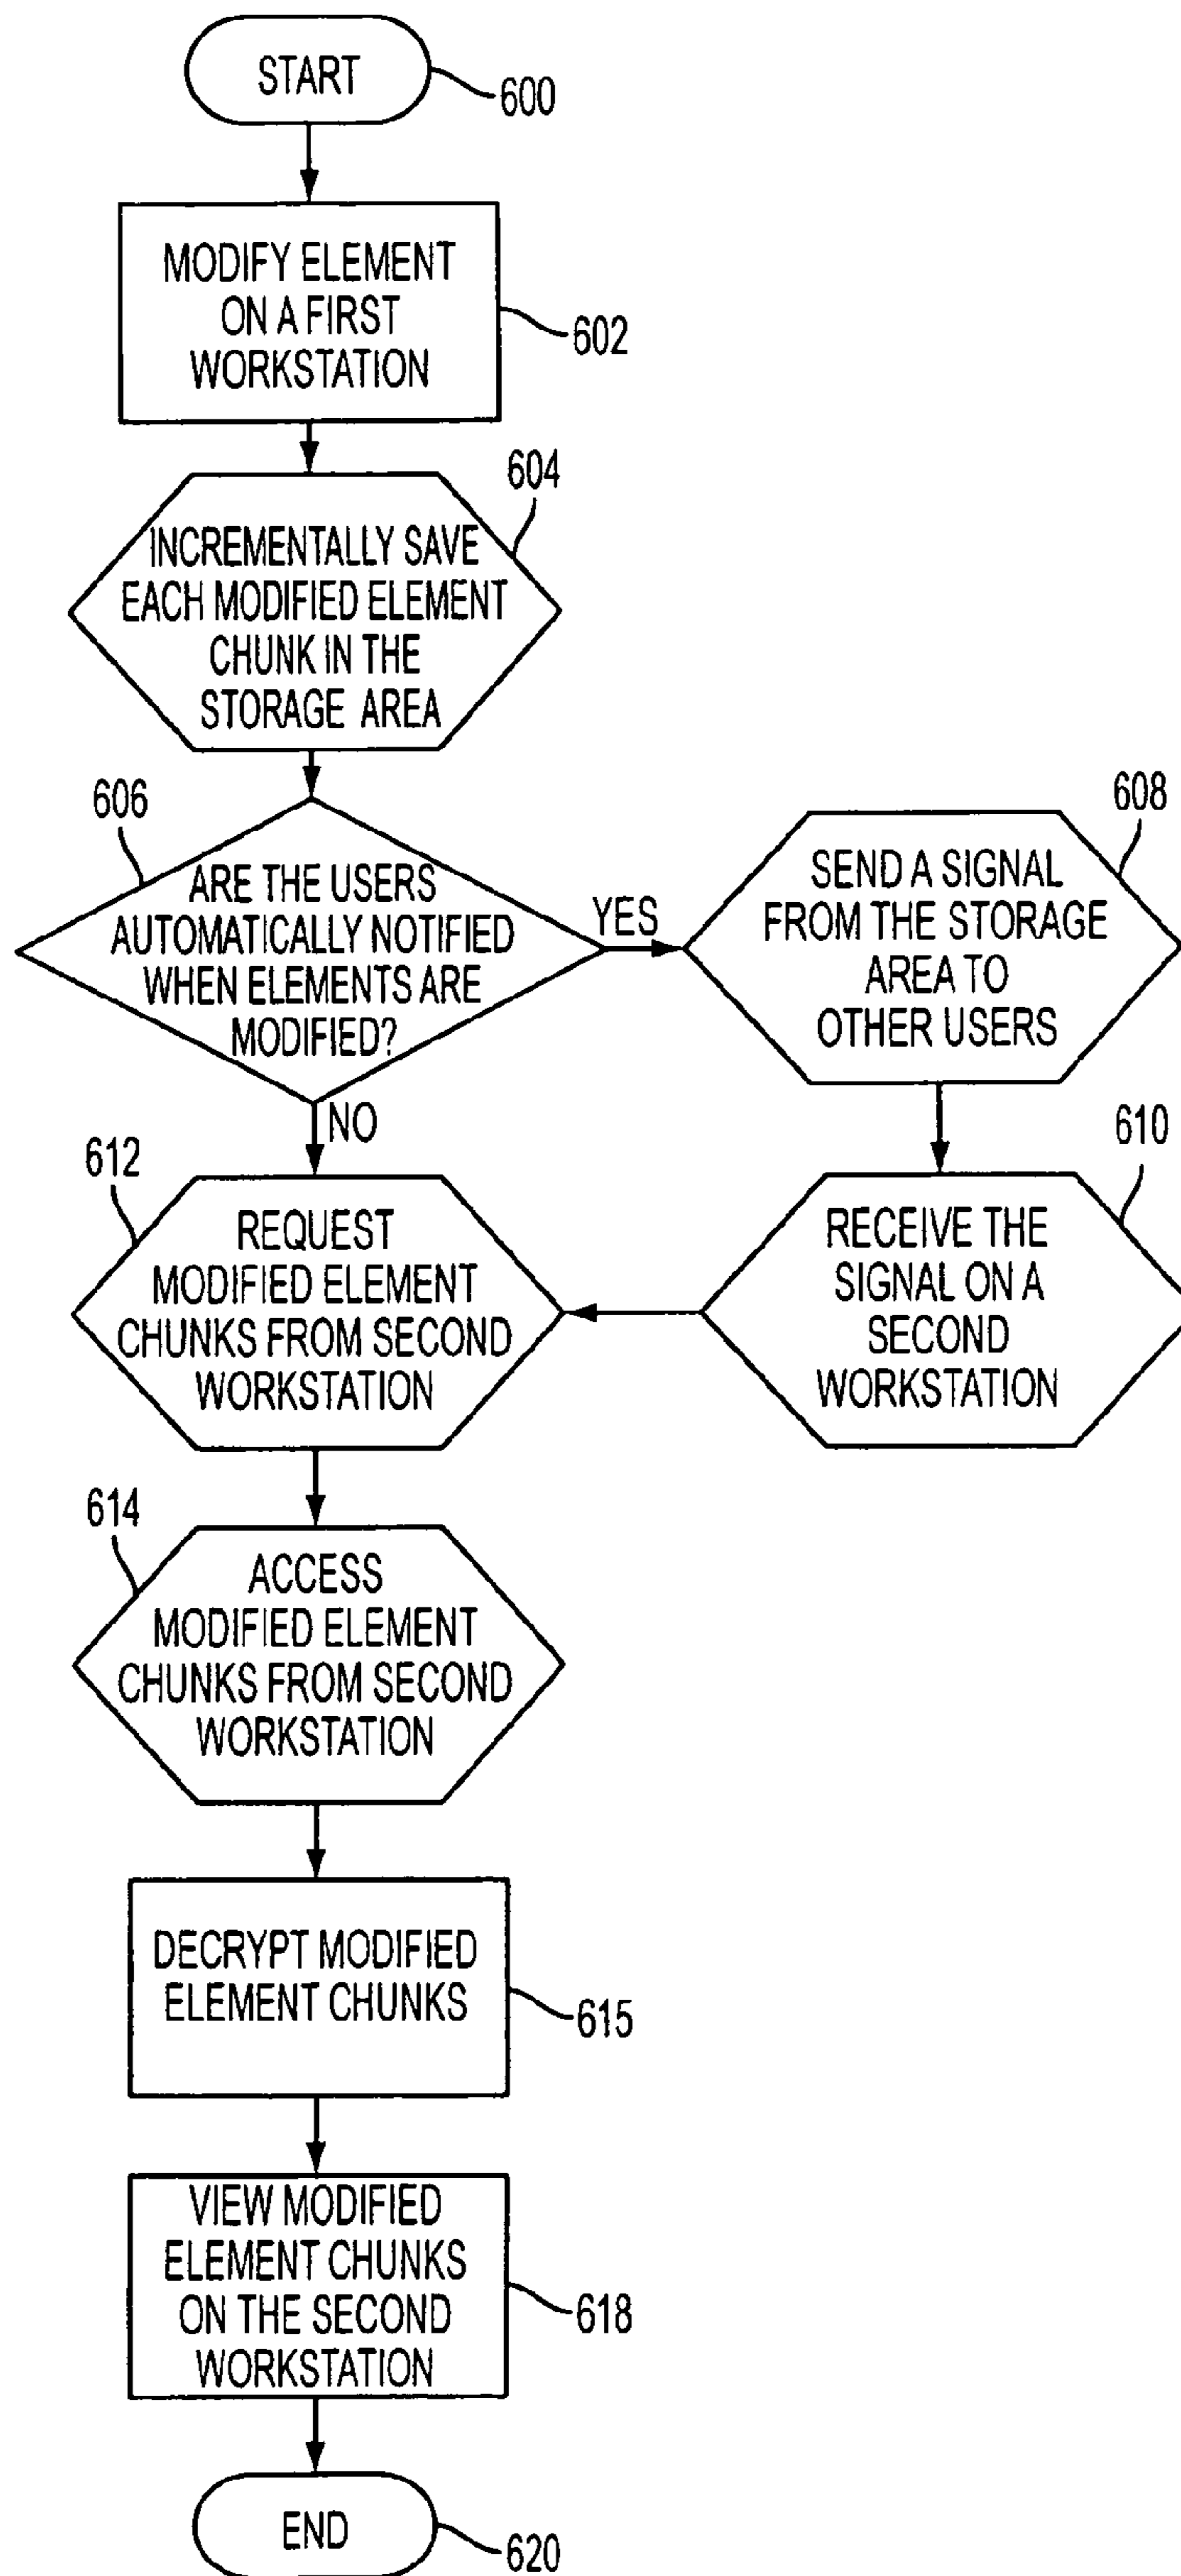 START
600
MODIFY ELEMENT
ON A FIRST
WORKSTATION
602
604
INCREMENTALLY SAVE
EACH MODIFIED ELEMENT
CHUNK IN THE
STORAGE AREA
606
ARE THE USERS
AUTOMATICALLY NOTIFIED
WHEN ELEMENTS ARE
MODIFIED?
YES
608
SEND A SIGNAL
FROM THE STORAGE
AREA TO
OTHER USERS
NO
610
RECEIVE THE
SIGNAL ON A
SECOND
WORKSTATION
612
REQUEST
MODIFIED ELEMENT
CHUNKS FROM SECOND
WORKSTATION
614
ACCESS
MODIFIED ELEMENT
CHUNKS FROM SECOND
WORKSTATION
DECRYPT MODIFIED
ELEMENT CHUNKS
615
VIEW MODIFIED
ELEMENT CHUNKS
ON THE SECOND
WORKSTATION
618
END
620